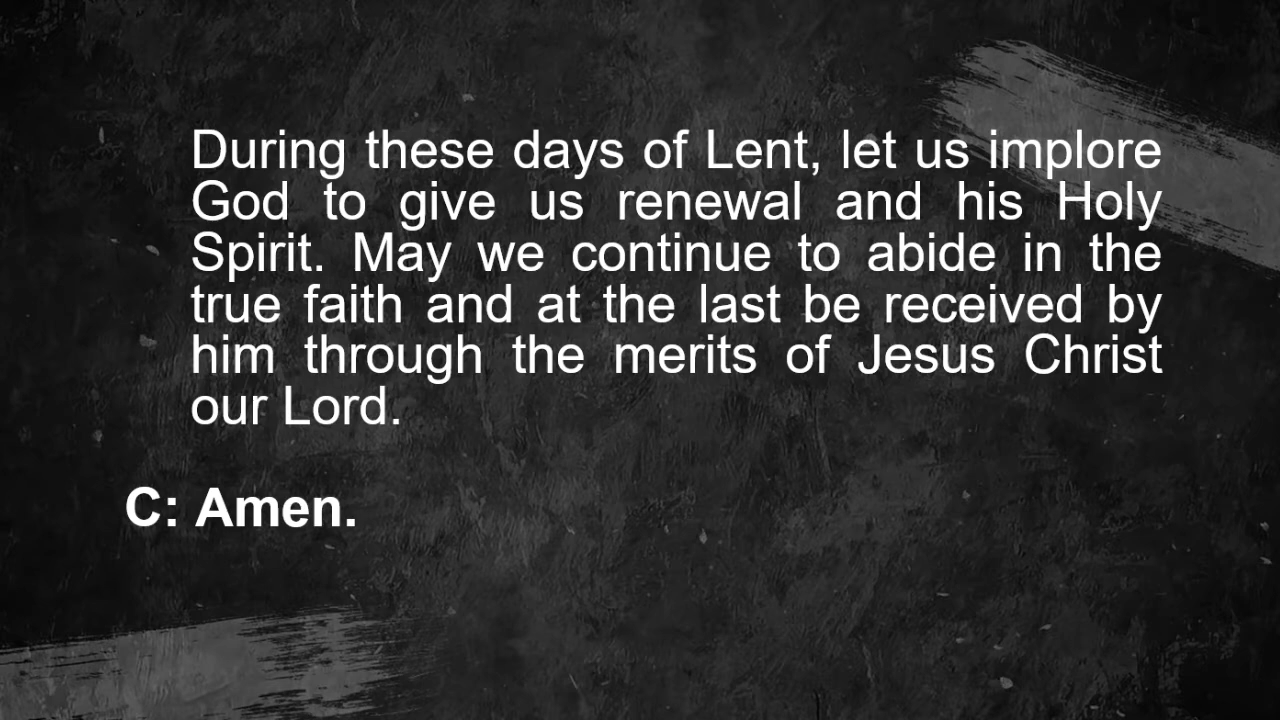 During these days of Lent, let us implore
God to give us renewal and his Holy
Spirit. May we continue to abide in the
true faith and at the last be received by
him through the merits of Jesus Christ
our Lord.
C: Amen.